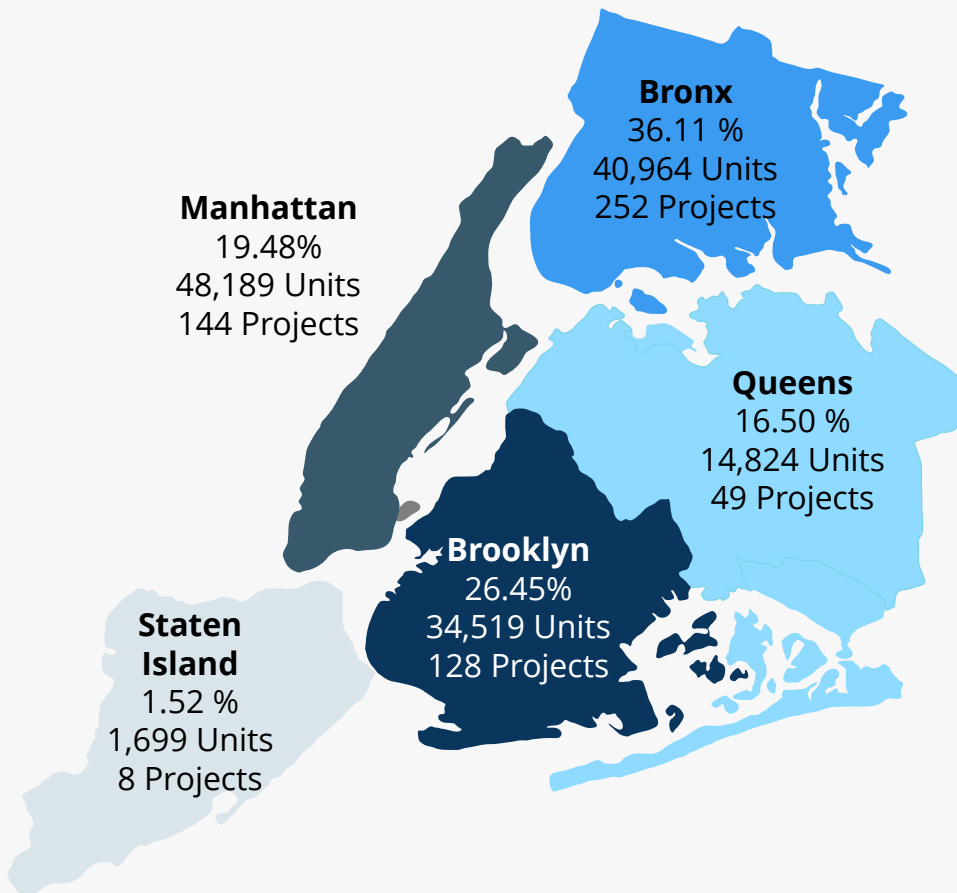 Bronx
36.11 %
40,964 Units
252 Projects
Manhattan
19.48%
48,189 Units
144 Projects
Queens
16.50 %
14,824 Units
49 Projects
Brooklyn
26.45%
34,519 Units
128 Projects
Staten
Island
1.52 %
1,699 Units
8 Projects